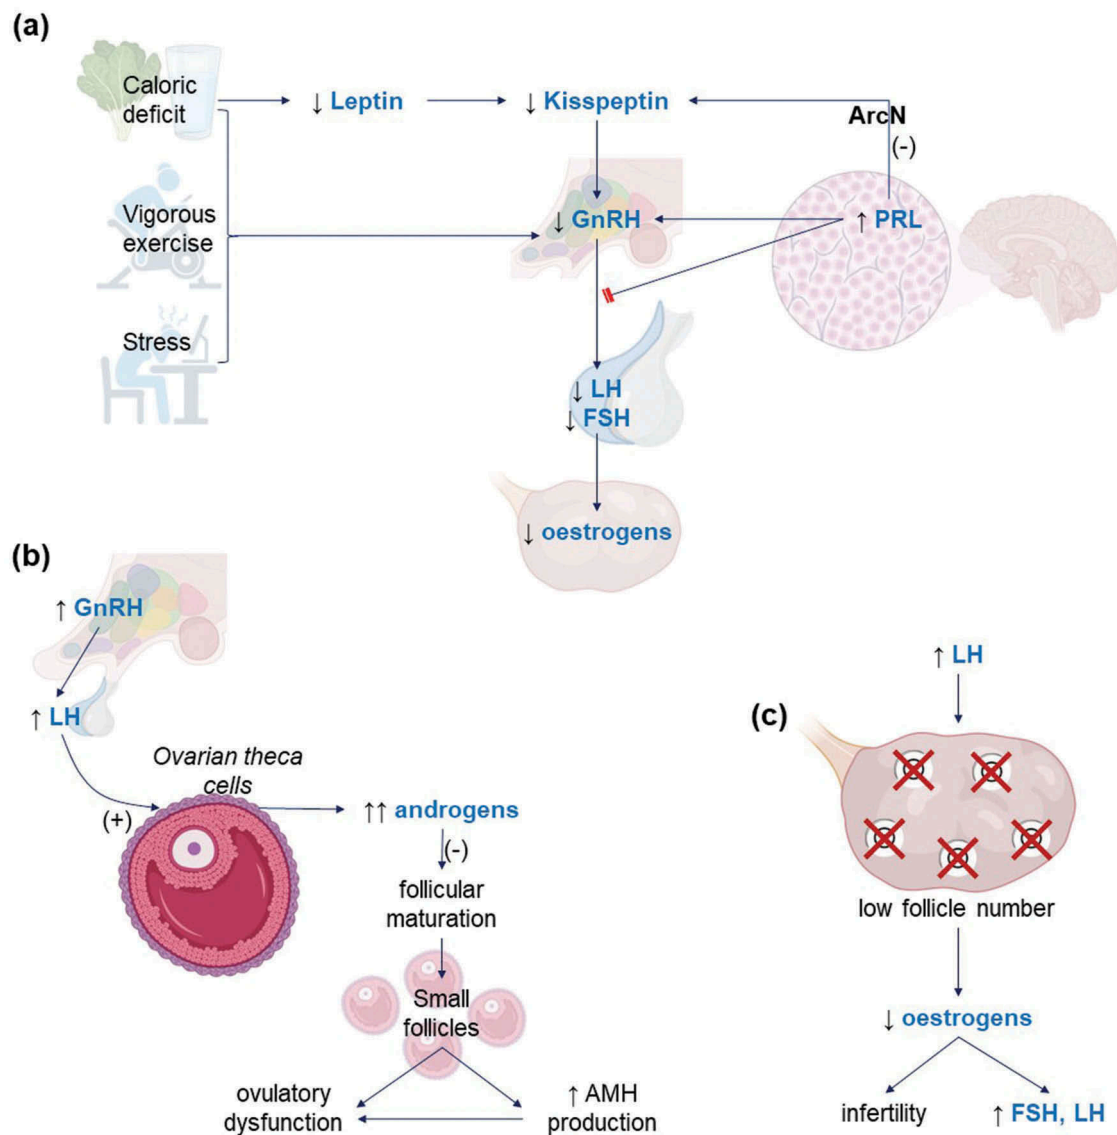 (a)
Caloric
deficit
↓ Leptin
↓ Kisspeptin
ArcN
(-)
Vigorous
exercise
↓ GnRH
↑ PRL
Stress
↓ LH
↓ FSH
↓ oestrogens
(b)
↑ GnRH
↑ LH
(+)
Ovarian theca
cells
↑↑ androgens
(-)
follicular
maturation
Small
follicles
ovulatory
dysfunction
↑ AMH
production
(c)
↑ LH
low follicle number
↓ oestrogens
infertility
↑ FSH, LH